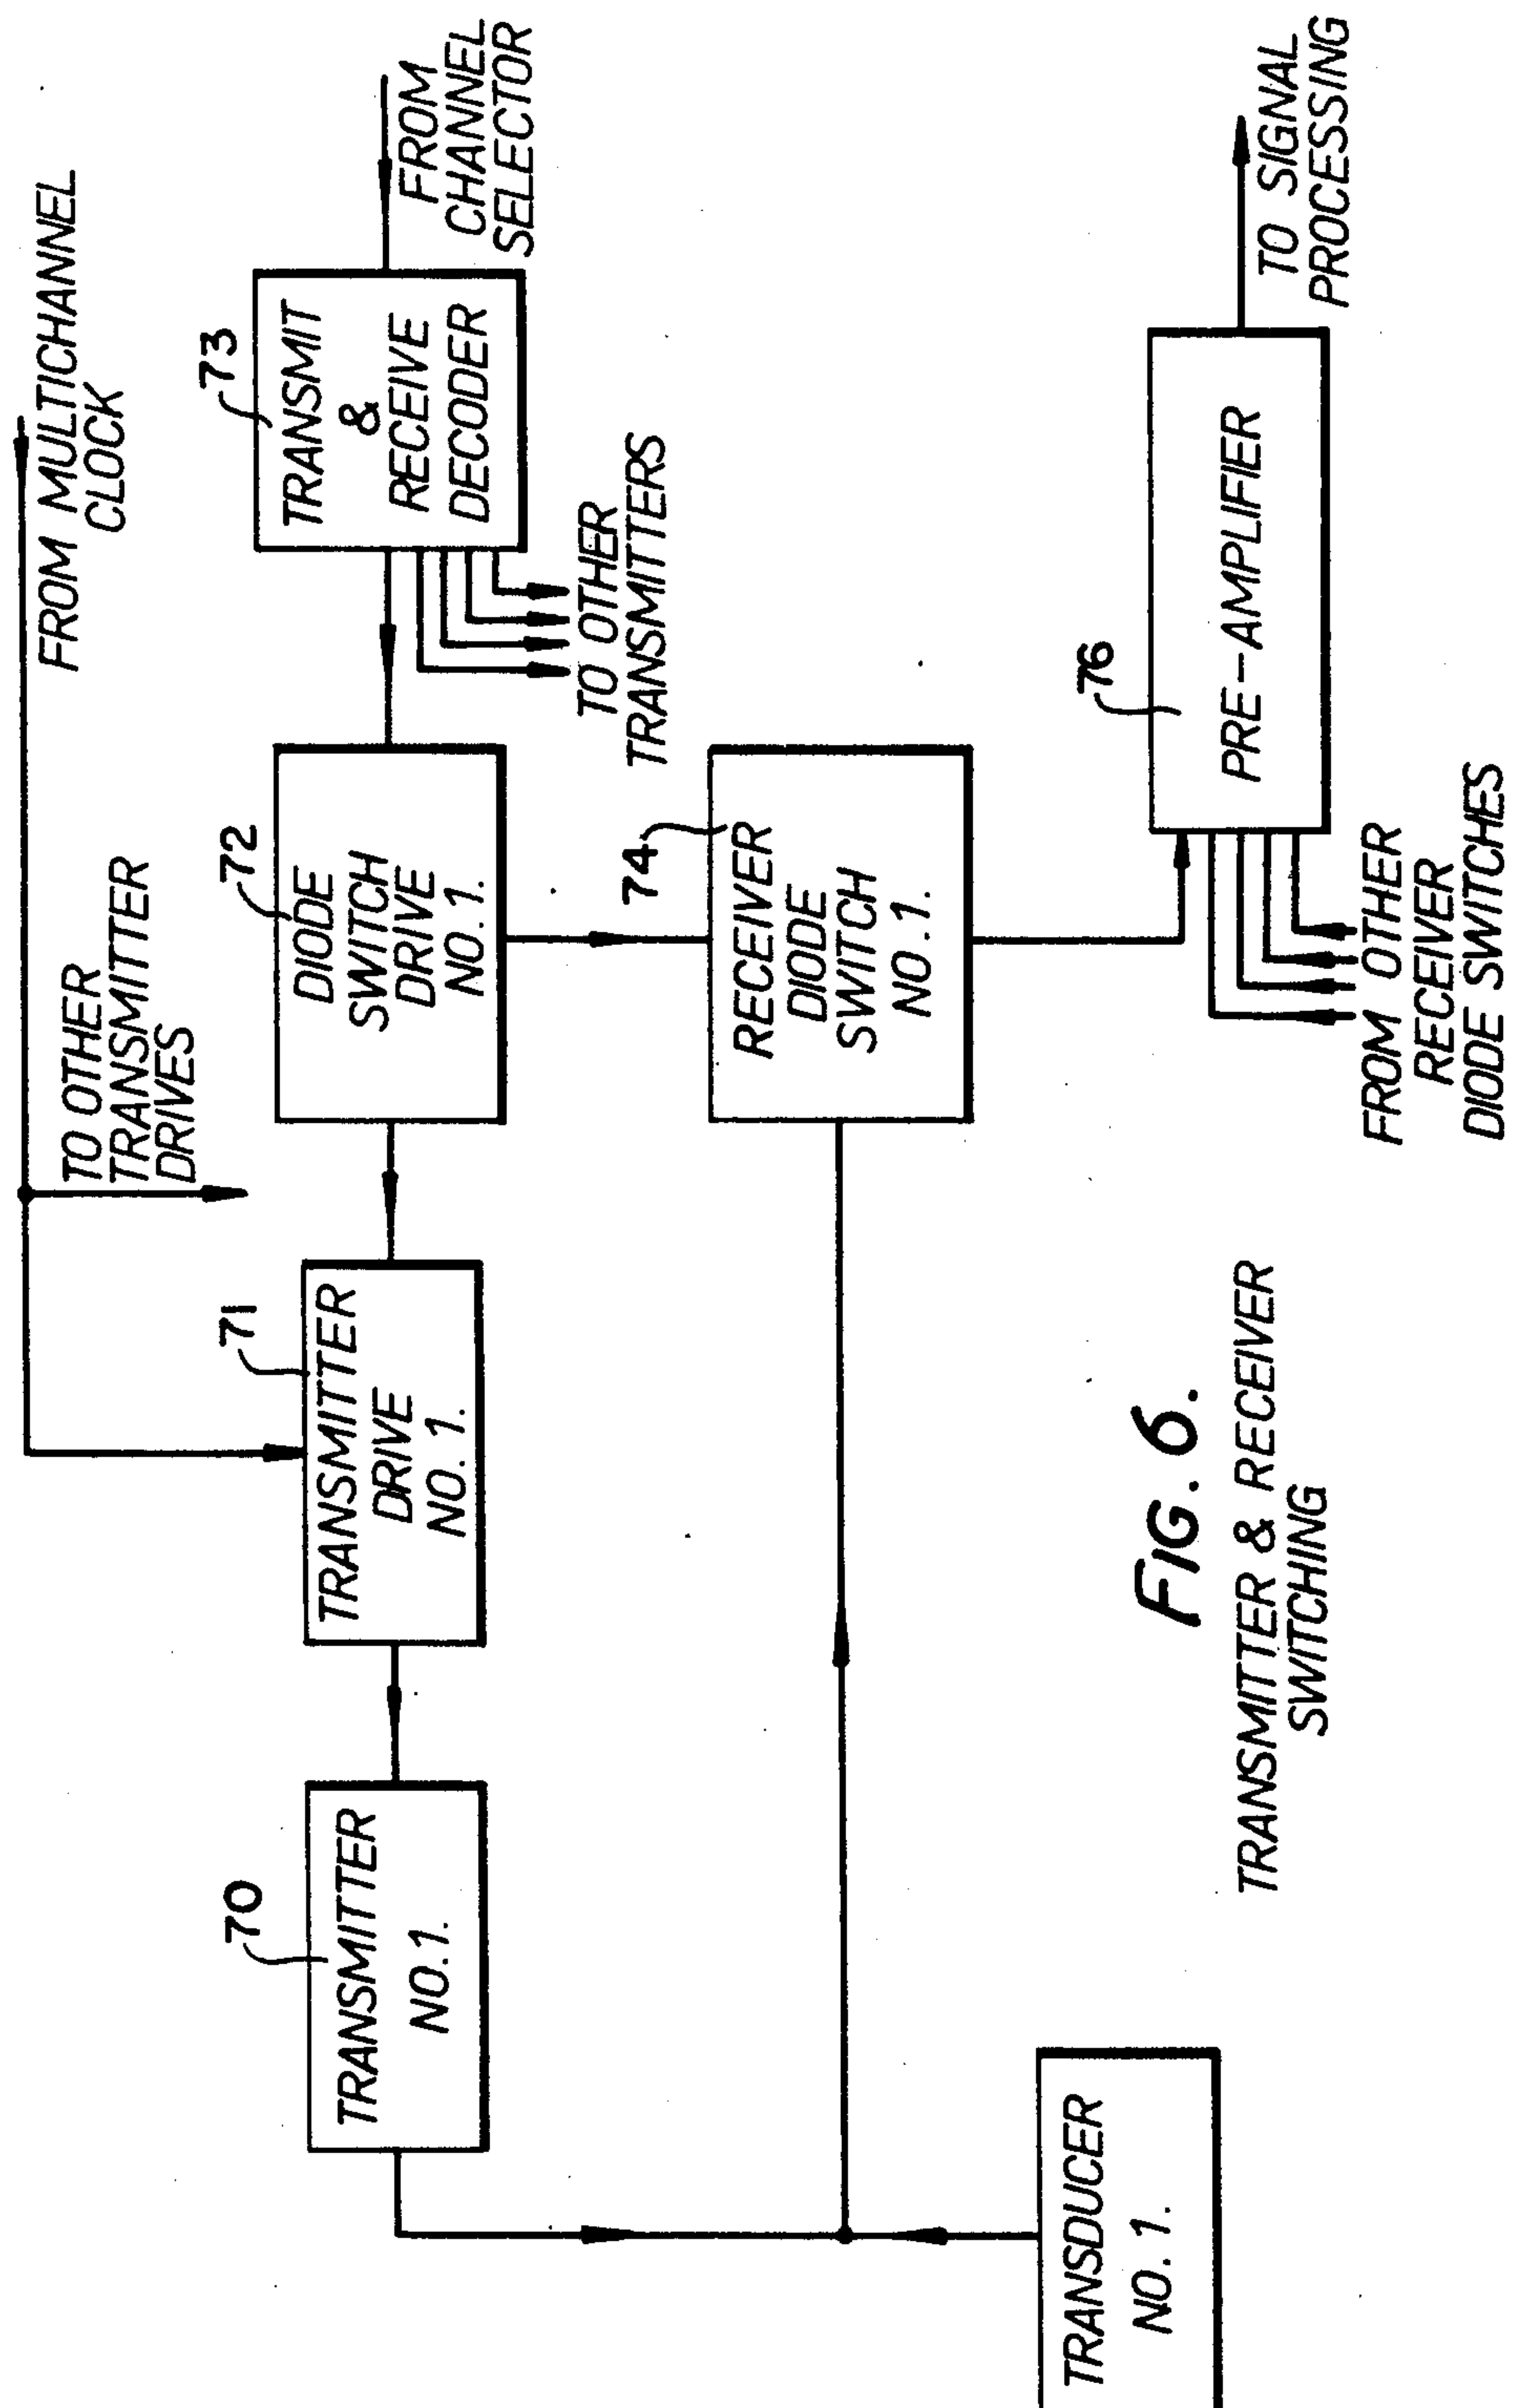 FROM MULTICHANNEL
CLOCK
TO OTHER
TRANSMITTER
DRIVES
70
TRANSMITTER
NO.1.
71
TRANSMITTER
DRIVE
NO.1.
72
DIODE
SWITCH
DRIVE
NO.1.
73
TRANSMIT
&
RECEIVE
DECODER
FROM
CHANNEL
SELECTOR
TO OTHER
TRANSMITTERS
74
RECEIVER
DIODE
SWITCH
NO.1.
TRANSDUCER
NO.1.
76
PRE-AMPLIFIER
TO SIGNAL
PROCESSING
FROM OTHER
RECEIVER
DIODE SWITCHES
FIG. 6.
TRANSMITTER & RECEIVER
SWITCHING